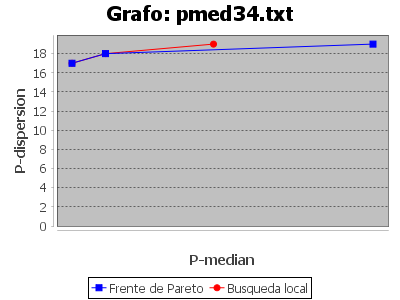 Grafo: pmed34.txt
P-dispersion
18
16
14
12
10
8
6
4
2
0
P-median
Frente de Pareto
Busqueda local